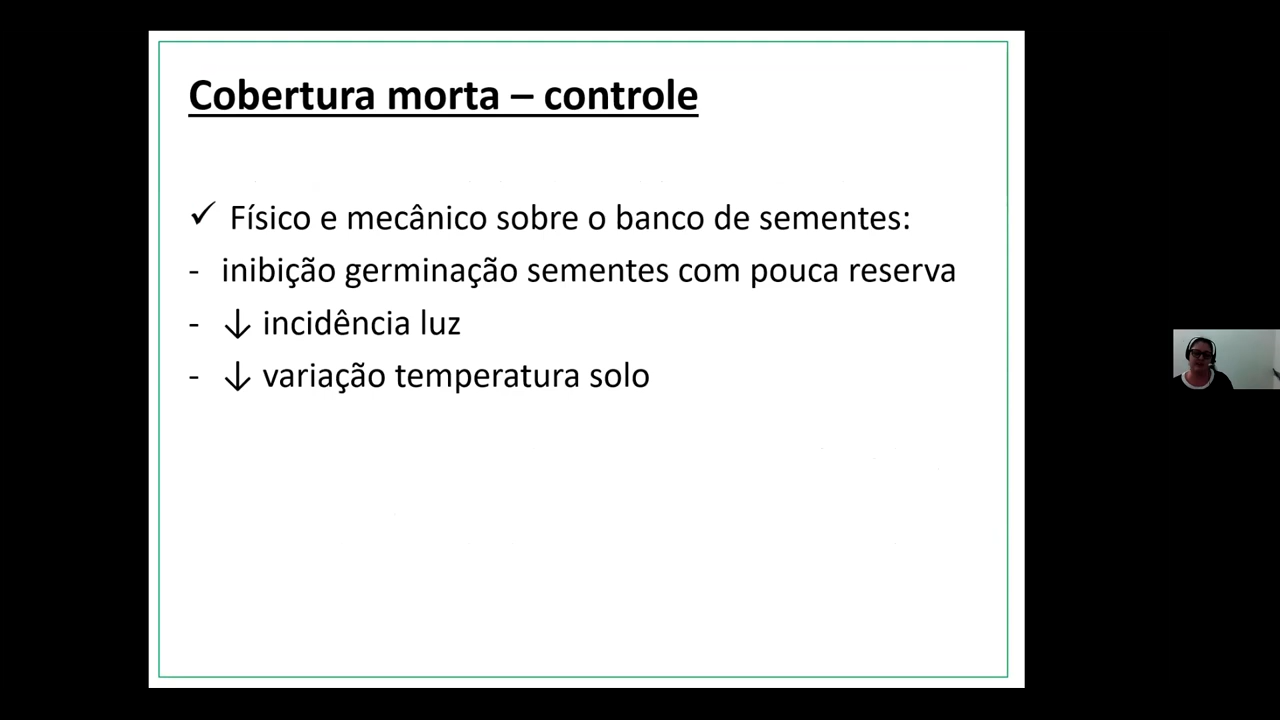 Cobertura morta – controle
✓ Físico e mecânico sobre o banco de sementes:
- inibição germinação sementes com pouca reserva
- ↓ incidência luz
- ↓ variação temperatura solo